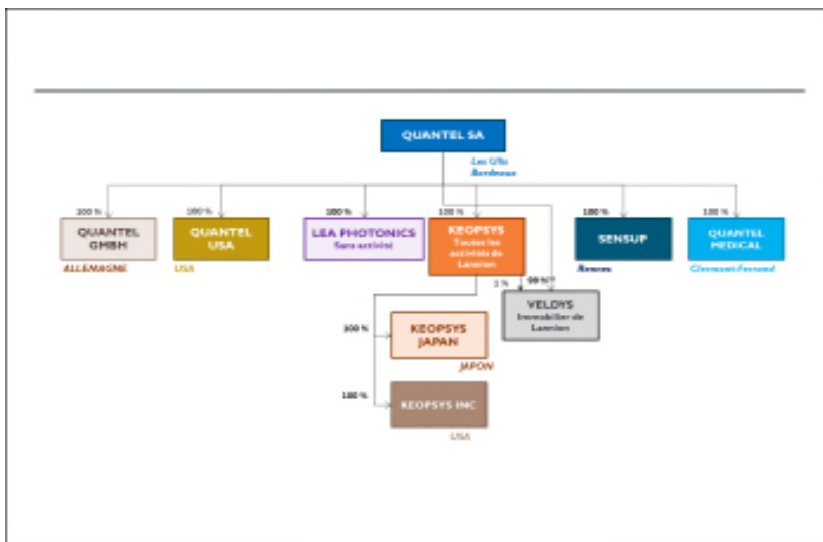 QUANTEL SA
Les Ulis
Bordeaux
100 %
100 %
100 %
100 %
100 %
100 %
QUANTEL
GMBH
QUANTEL
USA
LEA PHOTONICS
Sans activité
KEOPSYS
Toutes les
activités de
Lannion
SENSUP
QUANTEL
MEDICAL
ALLEMAGNE
USA
Rennes
Clermont-Ferrand
1 %
99 %
VELDYS
Immobilier de
Lannion
100 %
KEOPSYS
JAPAN
JAPON
100 %
KEOPSYS INC
USA